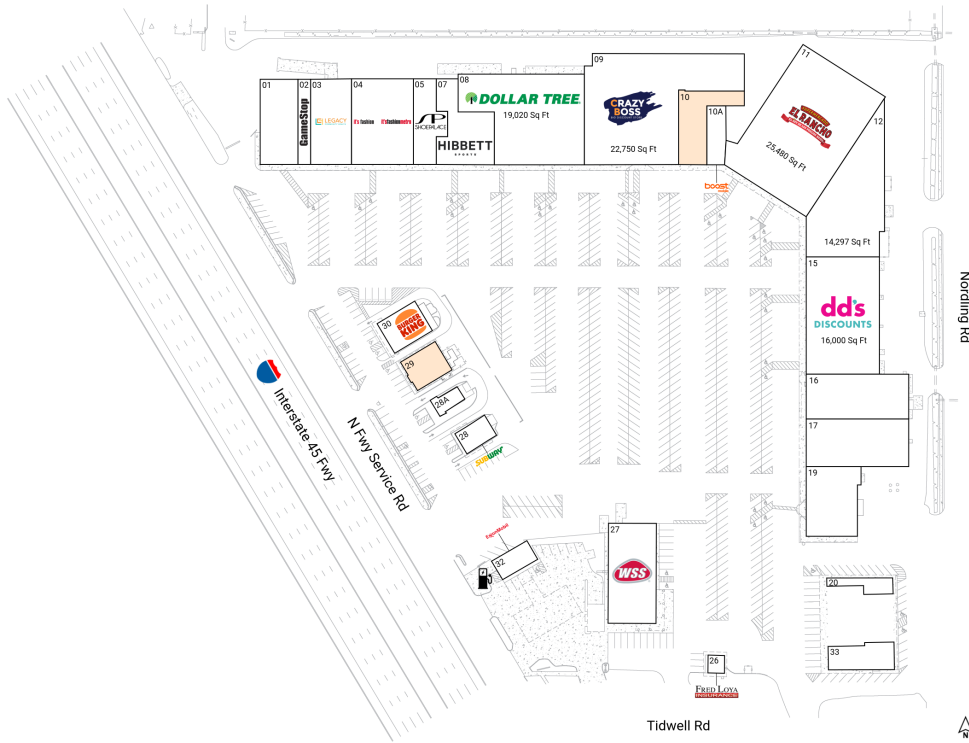 01
02
03
04
05
07
08
09
10
10A
11
12
GameStop
LEGACY
it's fashion
it's fashion metro
SP
SHOE PALACE
HIBBETT
SPORTS
DOLLAR TREE
19,020 Sq Ft
CRAZY
BOSS
22,750 Sq Ft
boost
EL RANCHO
25,480 Sq Ft
14,297 Sq Ft
15
dd's
DISCOUNTS
16,000 Sq Ft
16
17
19
Nordling Rd
30
BURGER
KING
29
28A
28
SUBWAY
Interstate 45 Fwy
N Fwy Service Rd
ExxonMobil
32
27
WSS
20
33
26
FRED LOYA
INSURANCE
Tidwell Rd
N